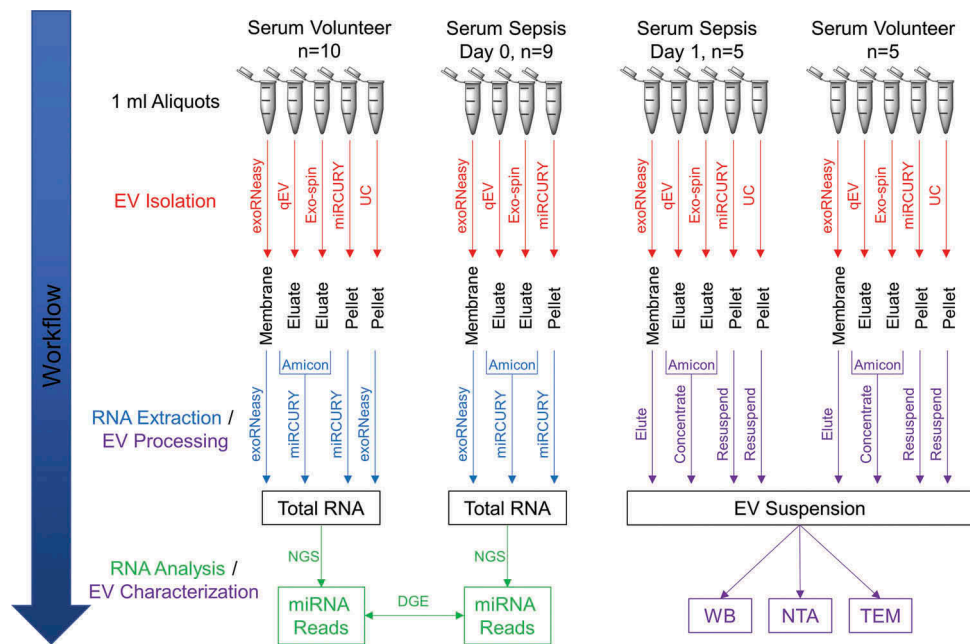 Serum Volunteer
n=10
Serum Sepsis
Day 0, n=9
Serum Sepsis
Day 1, n=5
Serum Volunteer
n=5
1 ml Aliquots
Workflow
EV Isolation
exoRNeasy
qEV
Exo-spin
miRCURY
UC
exoRNeasy
qEV
Exo-spin
miRCURY
exoRNeasy
qEV
Exo-spin
miRCURY
UC
exoRNeasy
qEV
Exo-spin
miRCURY
UC
Membrane
Eluate
Eluate
Pellet
Pellet
Membrane
Eluate
Eluate
Pellet
Membrane
Eluate
Eluate
Pellet
Pellet
Membrane
Eluate
Eluate
Pellet
Pellet
RNA Extraction /
EV Processing
exoRNeasy
Amicon
miRCURY
miRCURY
exoRNeasy
exoRNeasy
Amicon
miRCURY
miRCURY
Elute
Amicon
Concentrate
Resuspend
Resuspend
Elute
Amicon
Concentrate
Resuspend
Resuspend
Total RNA
Total RNA
EV Suspension
RNA Analysis /
EV Characterization
NGS
NGS
miRNA
Reads
DGE
miRNA
Reads
WB
NTA
TEM